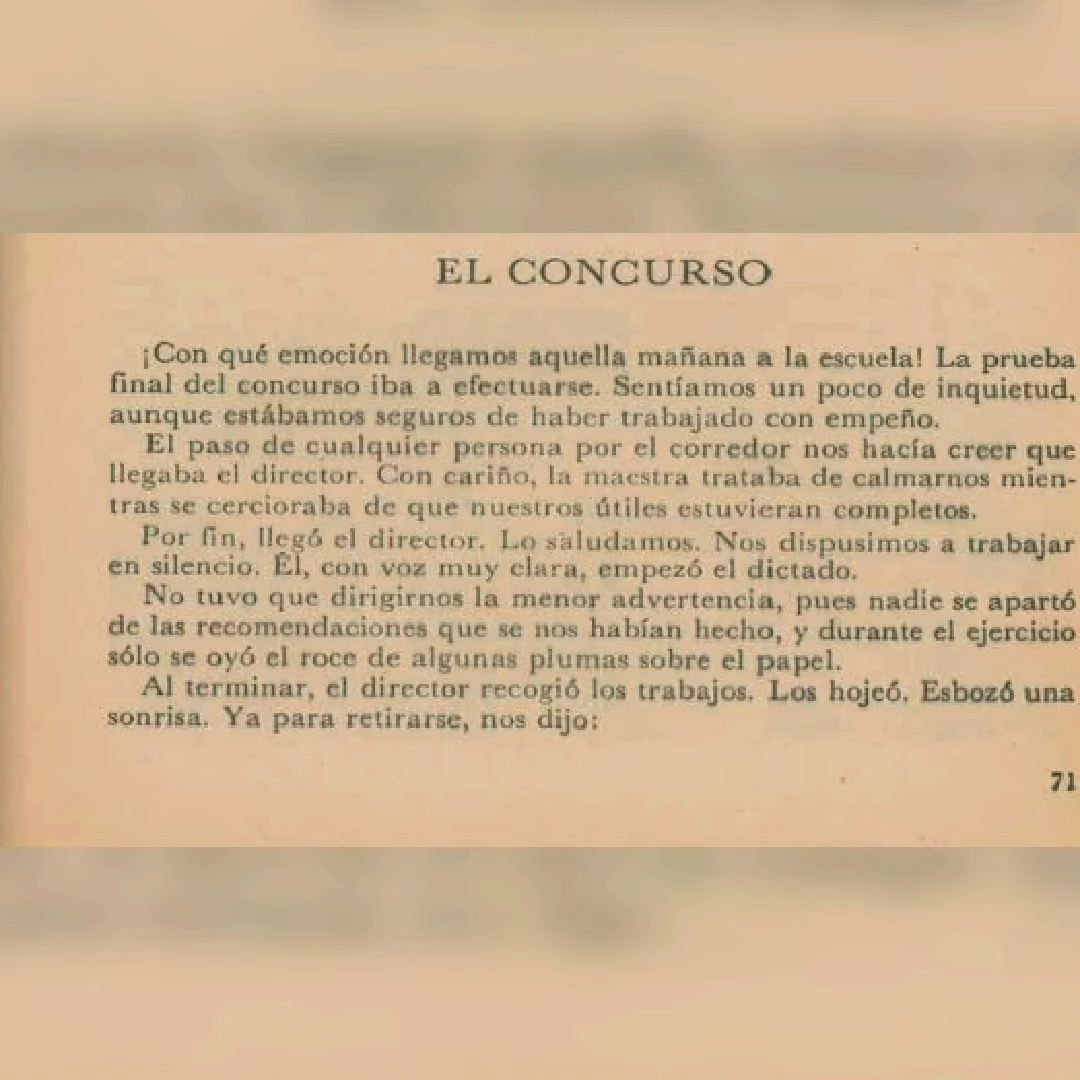 EL CONCURSO
¡Con qué emoción llegamos aquella mañana a la escuela! La prueba
final del concurso iba a efectuarse. Sentíamos un poco de inquietud,
aunque estábamos seguros de haber trabajado con empeño.
El paso de cualquier persona por el corredor nos hacía creer que
llegaba el director. Con cariño, la maestra trataba de calmarnos mien-
tras se cercioraba de que nuestros útiles estuvieran completos.
Por fin, llegó el director. Lo saludamos. Nos dispusimos a trabajar
en silencio. Él, con voz muy clara, empezó el dictado.
No tuvo que dirigirnos la menor advertencia, pues nadie se apartó
de las recomendaciones que se nos habían hecho, y durante el ejercicio
sólo se oyó el roce de algunas plumas sobre el papel.
Al terminar, el director recogió los trabajos. Los hojeó. Esbozó una
sonrisa. Ya para retirarse, nos dijo:
71